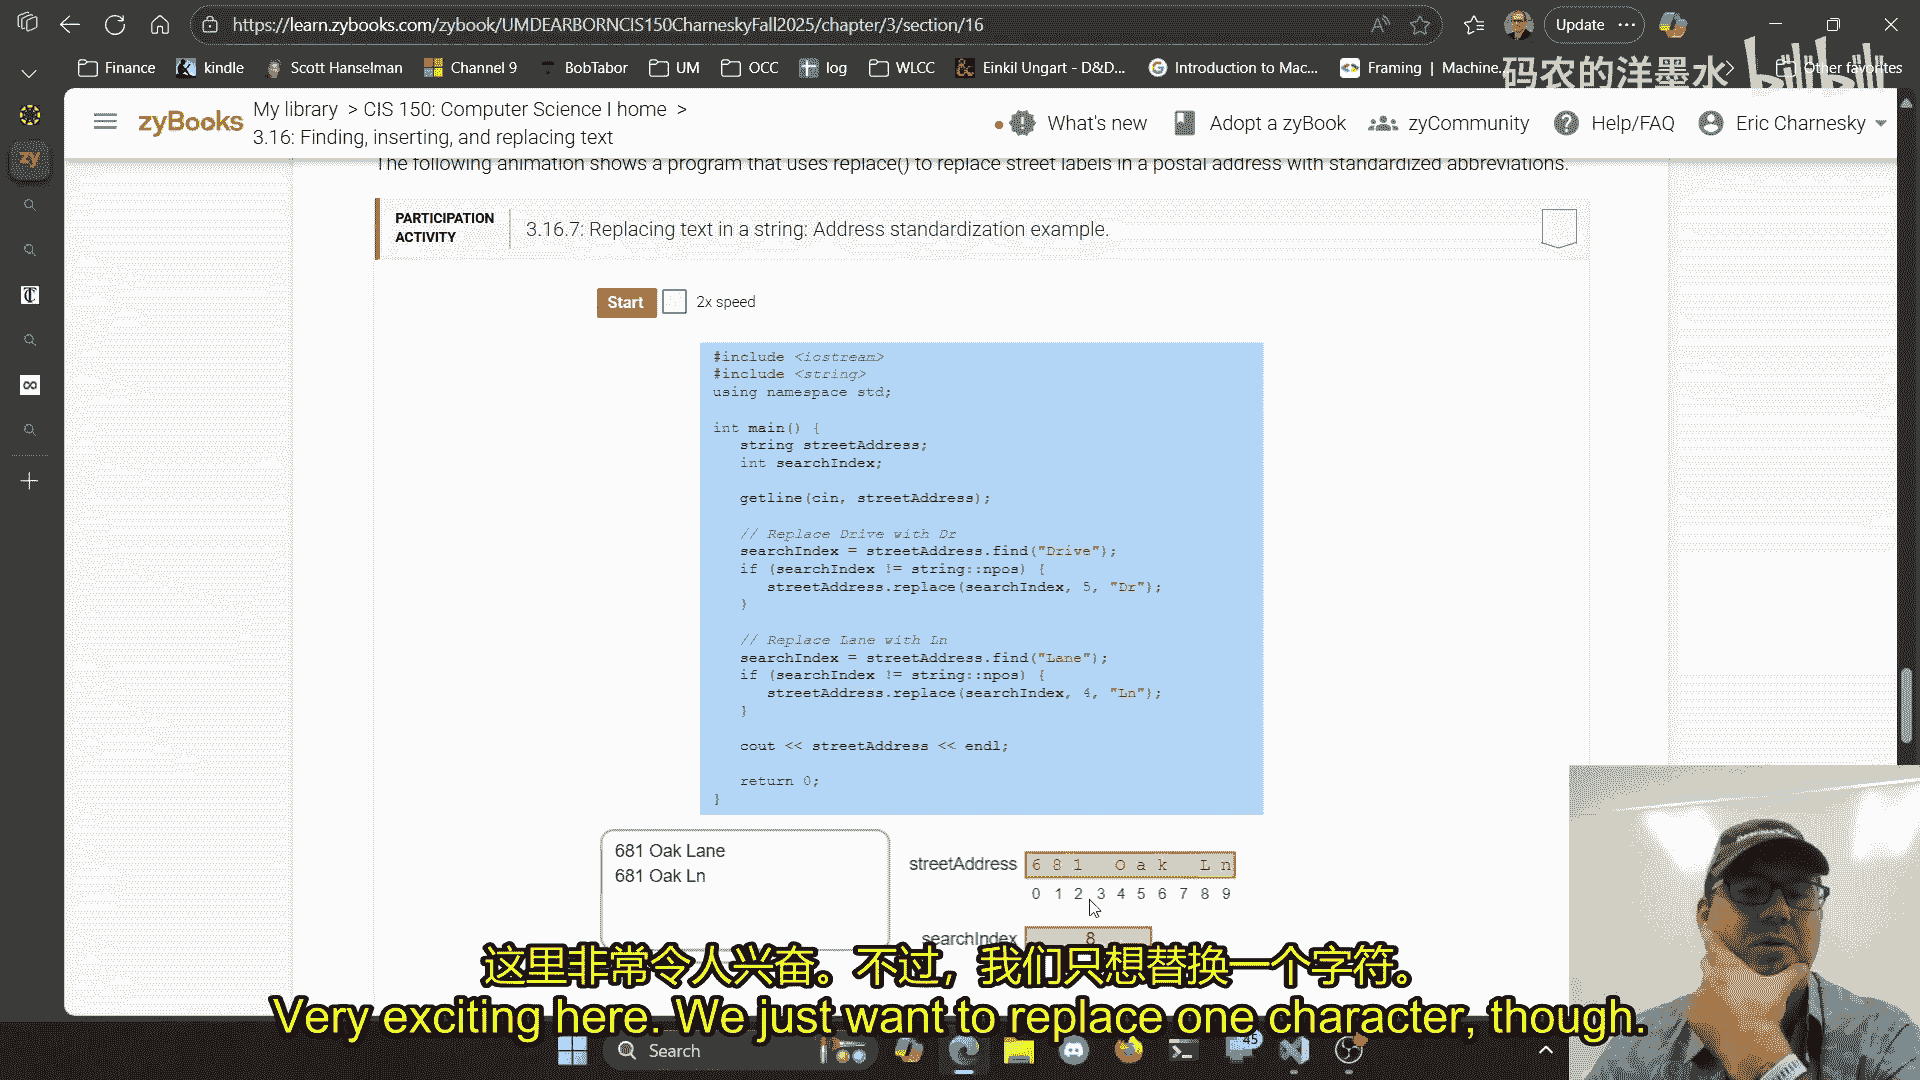 https://learn.zybooks.com/zybook/UMDEARBORNCIS150CharneskyFall2025/chapter/3/section/16
Update
Finance
kindle
Scott Hanselman
Channel 9
BobTabor
UM
OCC
log
WLCC
Einkil Ungart - D&D...
Introduction to Mac...
Framing | Machine...
Other favorites
码农的洋墨水
bilibili
zyBooks
My library > CIS 150: Computer Science I home >
3.16: Finding, inserting, and replacing text
What's new
Adopt a zyBook
zyCommunity
Help/FAQ
Eric Charnesky
zy
The following animation shows a program that uses replace() to replace street labels in a postal address with standardized abbreviations.
PARTICIPATION
ACTIVITY
3.16.7: Replacing text in a string: Address standardization example.
Start
2x speed
#include <iostream>
#include <string>
using namespace std;
int main() {
string streetAddress;
int searchIndex;
getline(cin, streetAddress);
// Replace Drive with Dr
searchIndex = streetAddress.find("Drive");
if (searchIndex != string::npos) {
streetAddress.replace(searchIndex, 5, "Dr");
}
// Replace Lane with Ln
searchIndex = streetAddress.find("Lane");
if (searchIndex != string::npos) {
streetAddress.replace(searchIndex, 4, "Ln");
}
cout << streetAddress << endl;
return 0;
}
681 Oak Lane
681 Oak Ln
streetAddress
6 8 1 O a k L n
0 1 2 3 4 5 6 7 8 9
searchIndex
8
这里非常令人兴奋。不过，我们只想替换一个字符。
Very exciting here. We just want to replace one character, though.
Search
45